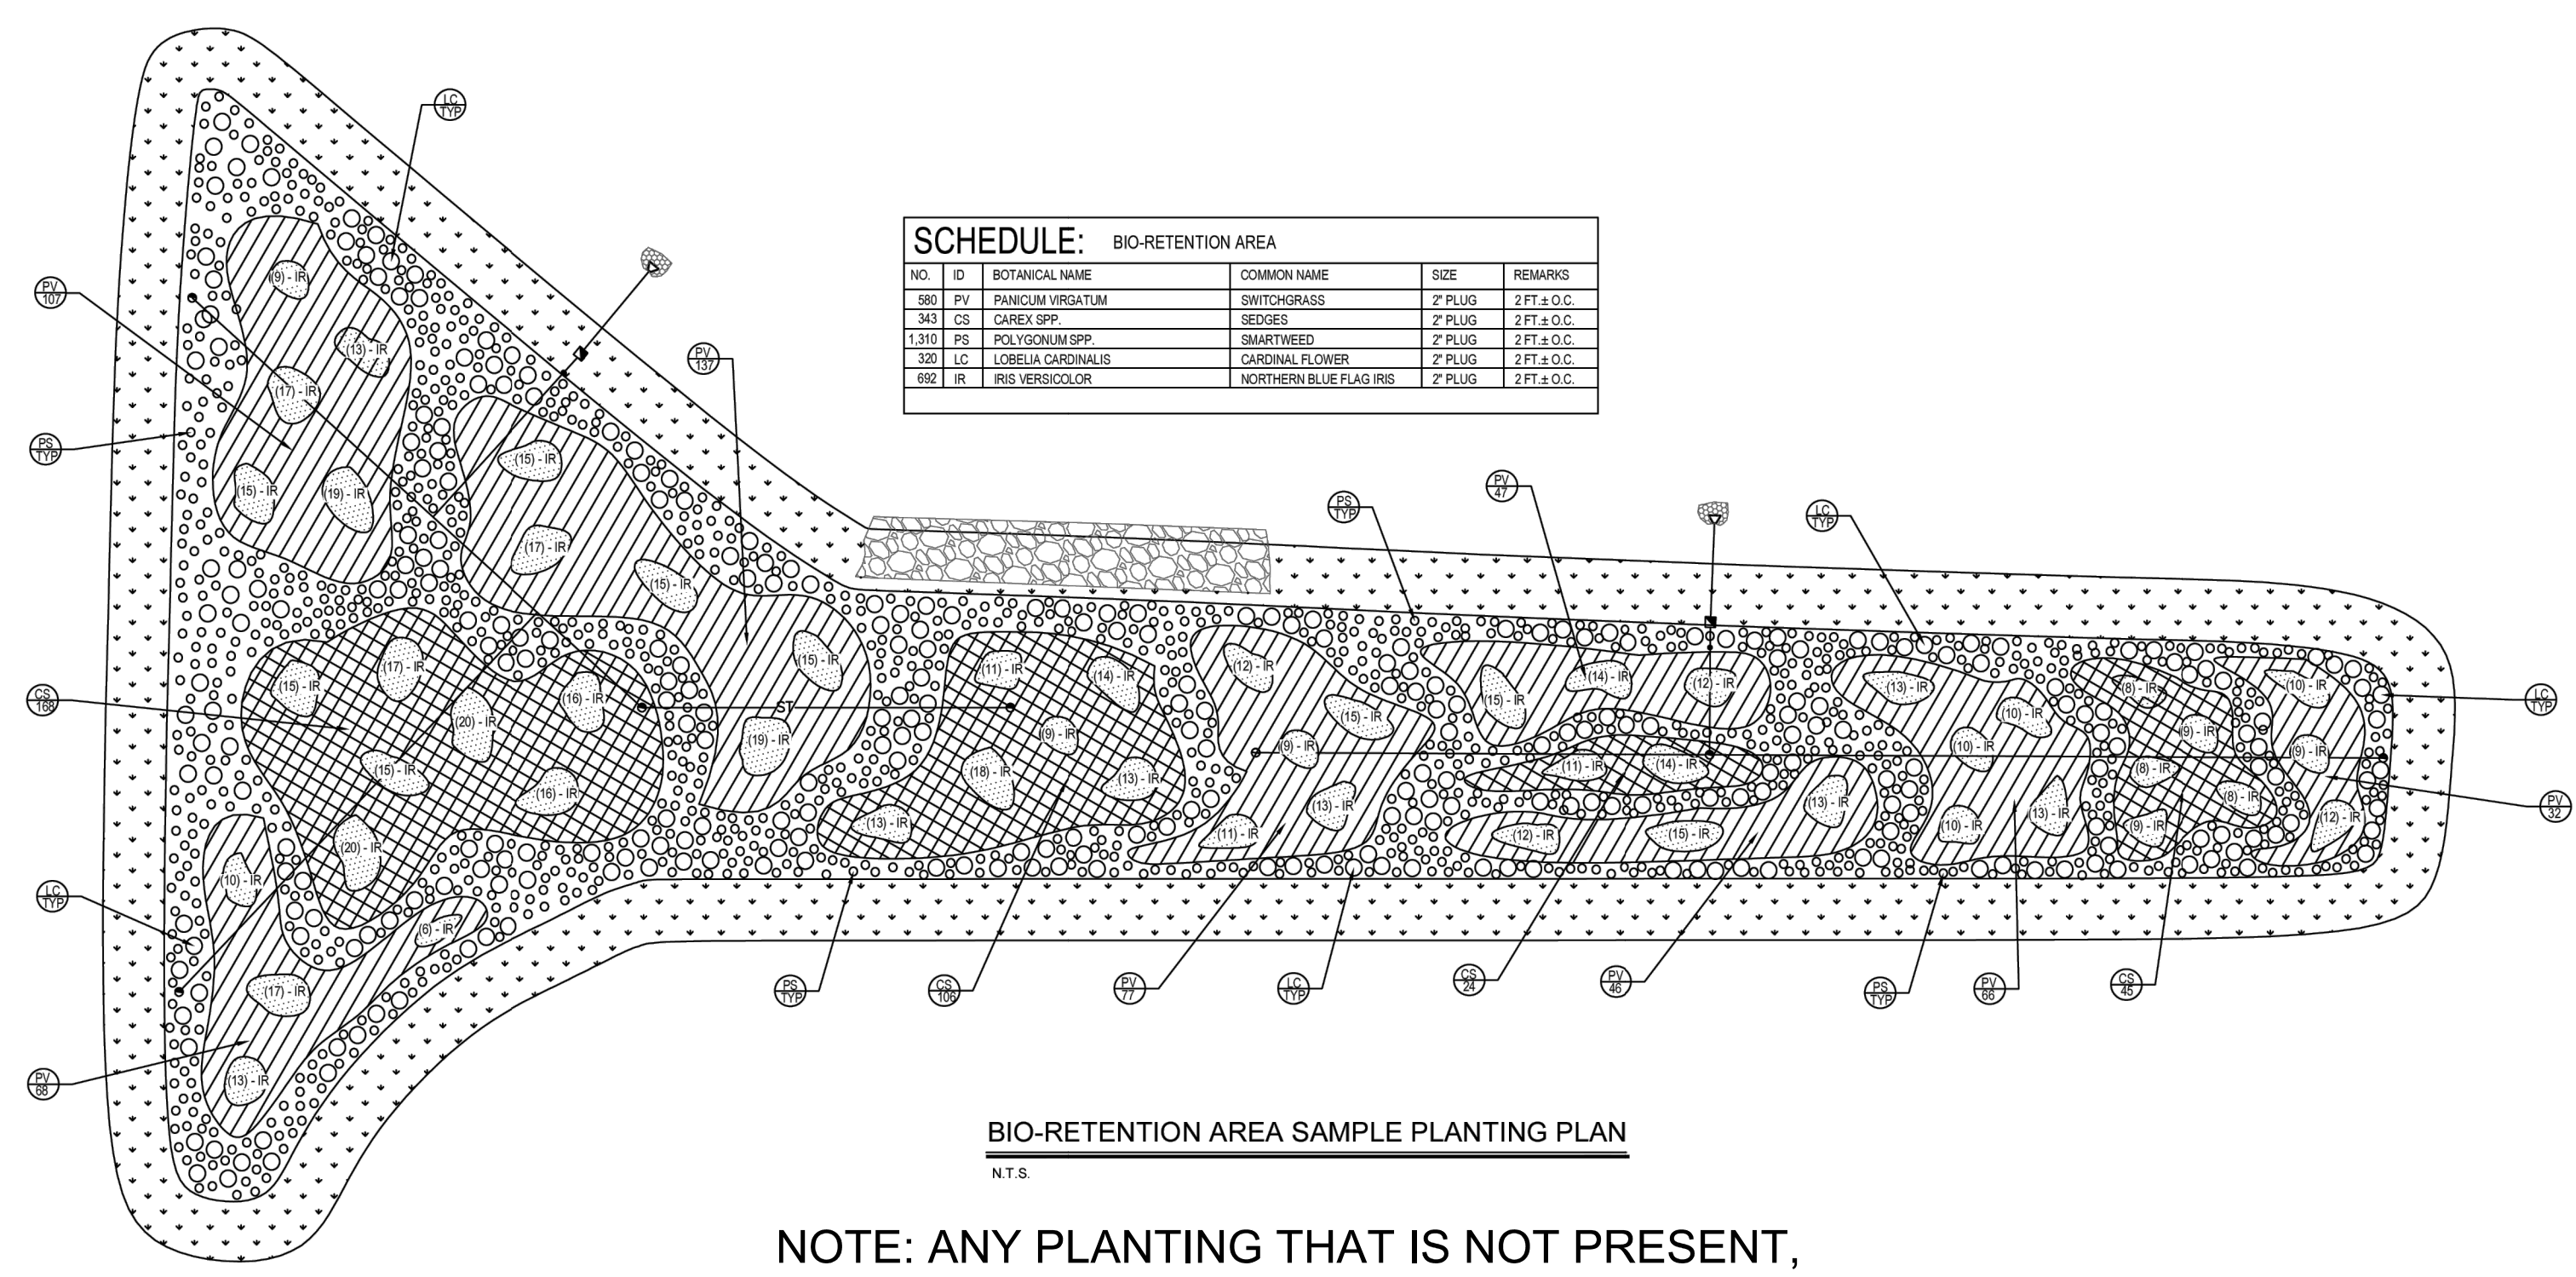 LC
TYP
SCHEDULE: BIO-RETENTION AREA
NO. ID BOTANICAL NAME COMMON NAME SIZE REMARKS
580 PV PANICUM VIRGATUM SWITCHGRASS 2" PLUG 2 FT.± O.C.
343 CS CAREX SPP. SEDGES 2" PLUG 2 FT.± O.C.
1,310 PS POLYGONUM SPP. SMARTWEED 2" PLUG 2 FT.± O.C.
320 LC LOBELIA CARDINALIS CARDINAL FLOWER 2" PLUG 2 FT.± O.C.
692 IR IRIS VERSICOLOR NORTHERN BLUE FLAG IRIS 2" PLUG 2 FT.± O.C.
PV
107
(9) - IR
(13) - IR
(17) - IR
PV
137
PS
TYP
(15) - IR
(19) - IR
(15) - IR
(17) - IR
(15) - IR
(15) - IR
(19) - IR
PS
TYP
PV
47
LC
TYP
CS
168
(15) - IR
(17) - IR
(20) - IR
(16) - IR
(15) - IR
(16) - IR
(20) - IR
ST
(11) - IR
(14) - IR
(9) - IR
(18) - IR
(13) - IR
(13) - IR
(12) - IR
(15) - IR
(9) - IR
(13) - IR
(11) - IR
(15) - IR
(14) - IR
(12) - IR
(11) - IR
(14) - IR
(13) - IR
(12) - IR
(15) - IR
(13) - IR
(10) - IR
(10) - IR
(10) - IR
(13) - IR
(8) - IR
(9) - IR
(8) - IR
(8) - IR
(9) - IR
(10) - IR
(9) - IR
(12) - IR
LC
TYP
PV
32
LC
TYP
(10) - IR
(6) - IR
(17) - IR
(13) - IR
PV
68
PS
TYP
CS
106
PV
77
LC
TYP
CS
24
PV
46
PS
TYP
PV
66
CS
45
BIO-RETENTION AREA SAMPLE PLANTING PLAN
N.T.S.
NOTE: ANY PLANTING THAT IS NOT PRESENT,